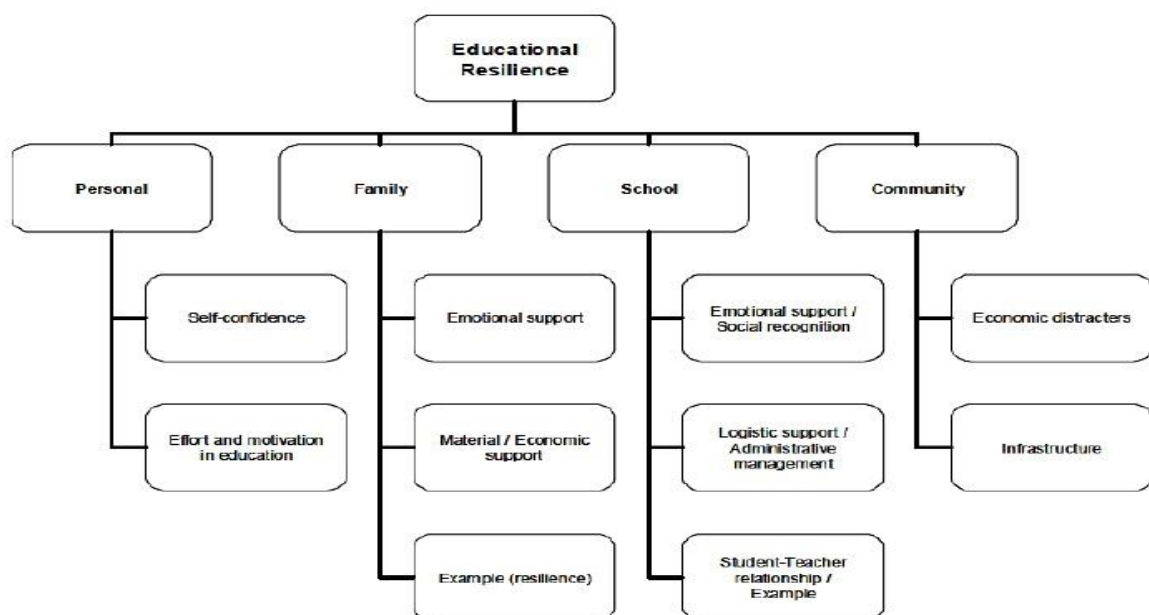 Educational
Resilience
Personal
Family
School
Community
Self-confidence
Emotional support
Emotional support /
Social recognition
Economic distracters
Effort and motivation
in education
Material / Economic
support
Logistic support /
Administrative
management
Infrastructure
Example (resilience)
Student-Teacher
relationship /
Example